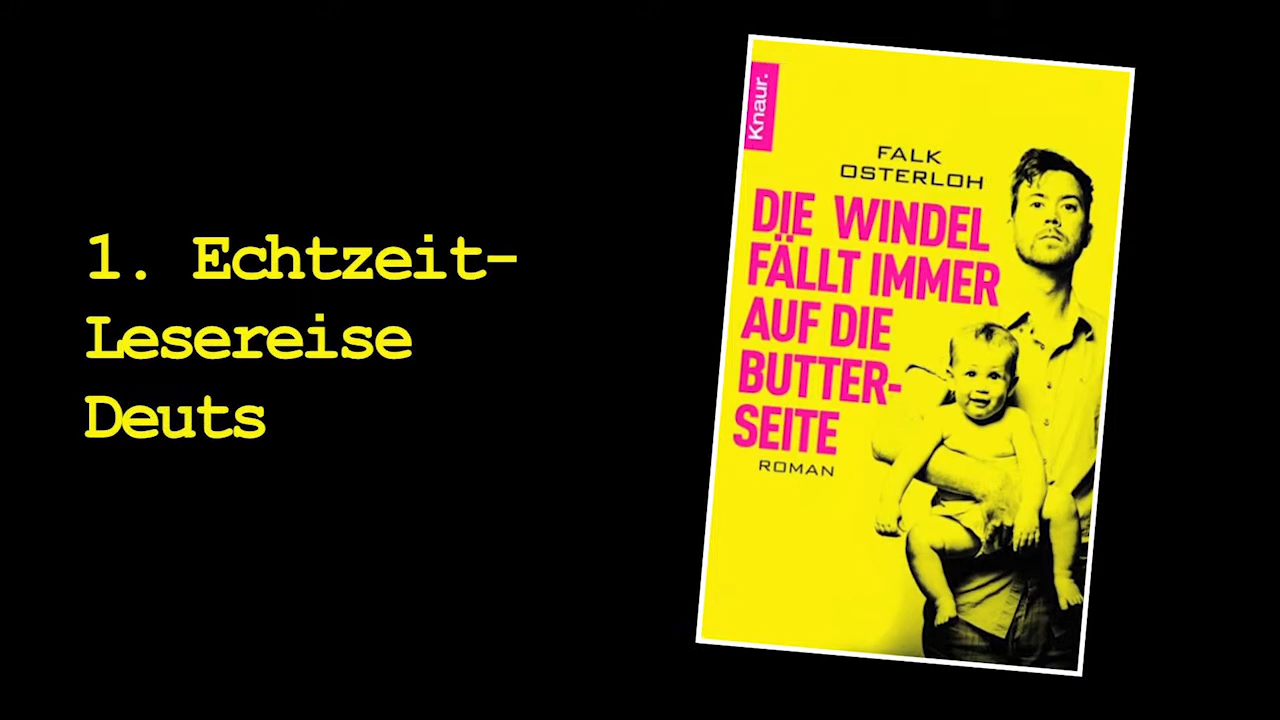 1. Echtzeit-
Lesereise
Deuts
Knaur.
FALK
OSTERLOH
DIE WINDEL
FÄLLT IMMER
AUF DIE
BUTTER-
SEITE
ROMAN